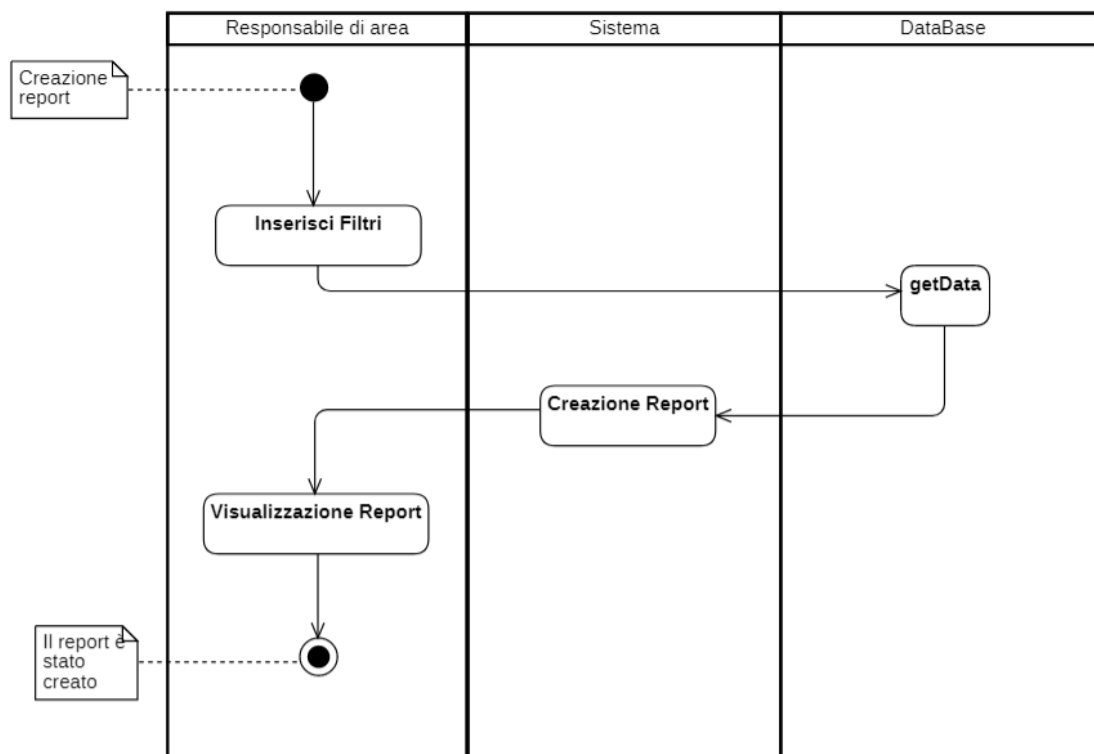 Responsabile di area
Sistema
DataBase
Creazione
report
Inserisci Filtri
getData
Creazione Report
Visualizzazione Report
Il report è
stato
creato